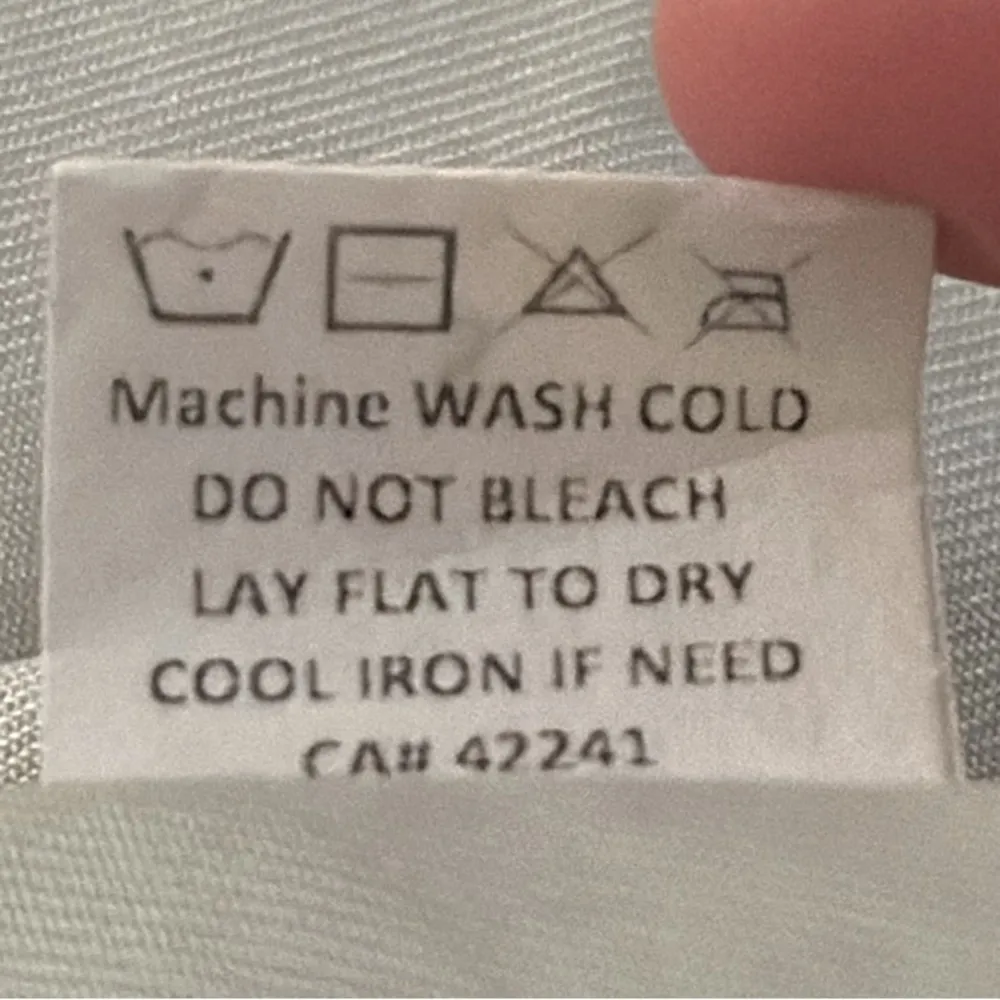 Machine WASH COLD
DO NOT BLEACH
LAY FLAT TO DRY
COOL IRON IF NEED
CA# 42241